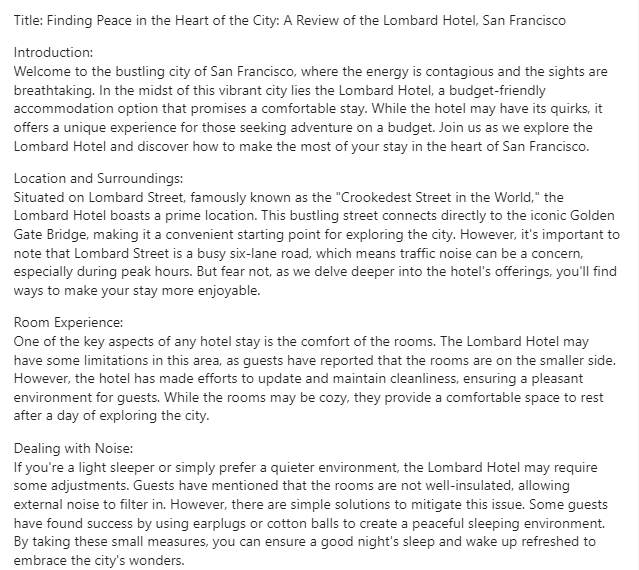 Title: Finding Peace in the Heart of the City: A Review of the Lombard Hotel, San Francisco
Introduction:
Welcome to the bustling city of San Francisco, where the energy is contagious and the sights are
breathtaking. In the midst of this vibrant city lies the Lombard Hotel, a budget-friendly
accommodation option that promises a comfortable stay. While the hotel may have its quirks, it
offers a unique experience for those seeking adventure on a budget. Join us as we explore the
Lombard Hotel and discover how to make the most of your stay in the heart of San Francisco.
Location and Surroundings:
Situated on Lombard Street, famously known as the "Crookedest Street in the World," the
Lombard Hotel boasts a prime location. This bustling street connects directly to the iconic Golden
Gate Bridge, making it a convenient starting point for exploring the city. However, it's important to
note that Lombard Street is a busy six-lane road, which means traffic noise can be a concern,
especially during peak hours. But fear not, as we delve deeper into the hotel's offerings, you'll find
ways to make your stay more enjoyable.
Room Experience:
One of the key aspects of any hotel stay is the comfort of the rooms. The Lombard Hotel may
have some limitations in this area, as guests have reported that the rooms are on the smaller side.
However, the hotel has made efforts to update and maintain cleanliness, ensuring a pleasant
environment for guests. While the rooms may be cozy, they provide a comfortable space to rest
after a day of exploring the city.
Dealing with Noise:
If you're a light sleeper or simply prefer a quieter environment, the Lombard Hotel may require
some adjustments. Guests have mentioned that the rooms are not well-insulated, allowing
external noise to filter in. However, there are simple solutions to mitigate this issue. Some guests
have found success by using earplugs or cotton balls to create a peaceful sleeping environment.
By taking these small measures, you can ensure a good night's sleep and wake up refreshed to
embrace the city's wonders.